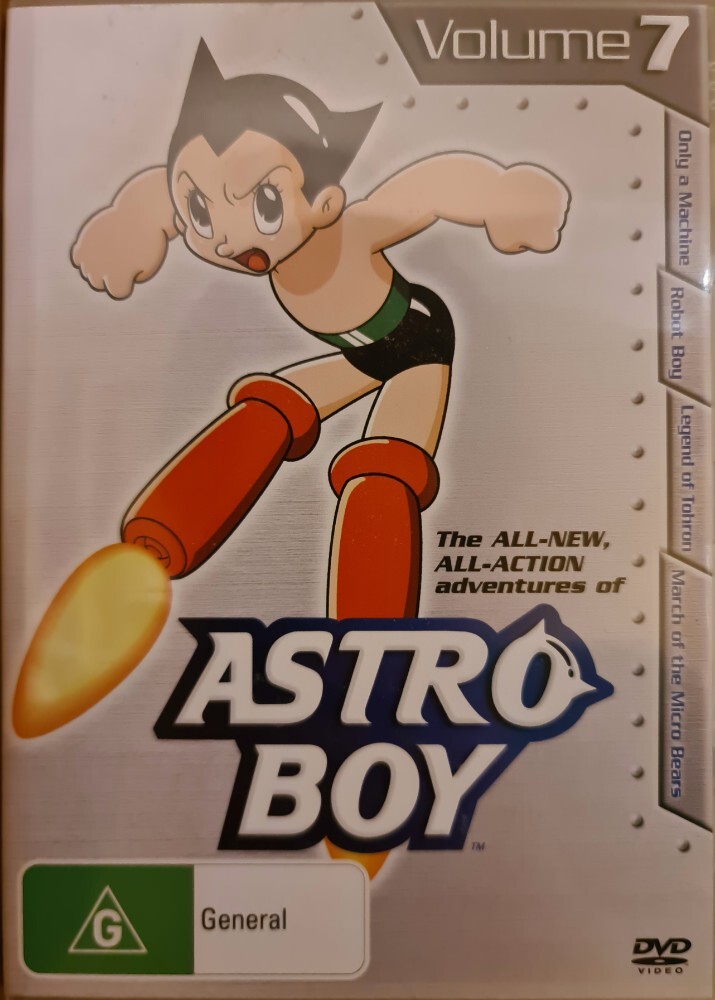 Volume 7
Only a Machine
Robot Boy
Legend of Tohron
March of the Micro Bears
The ALL-NEW,
ALL-ACTION
adventures of
ASTRO
BOY
TM
G
General
DVD
VIDEO